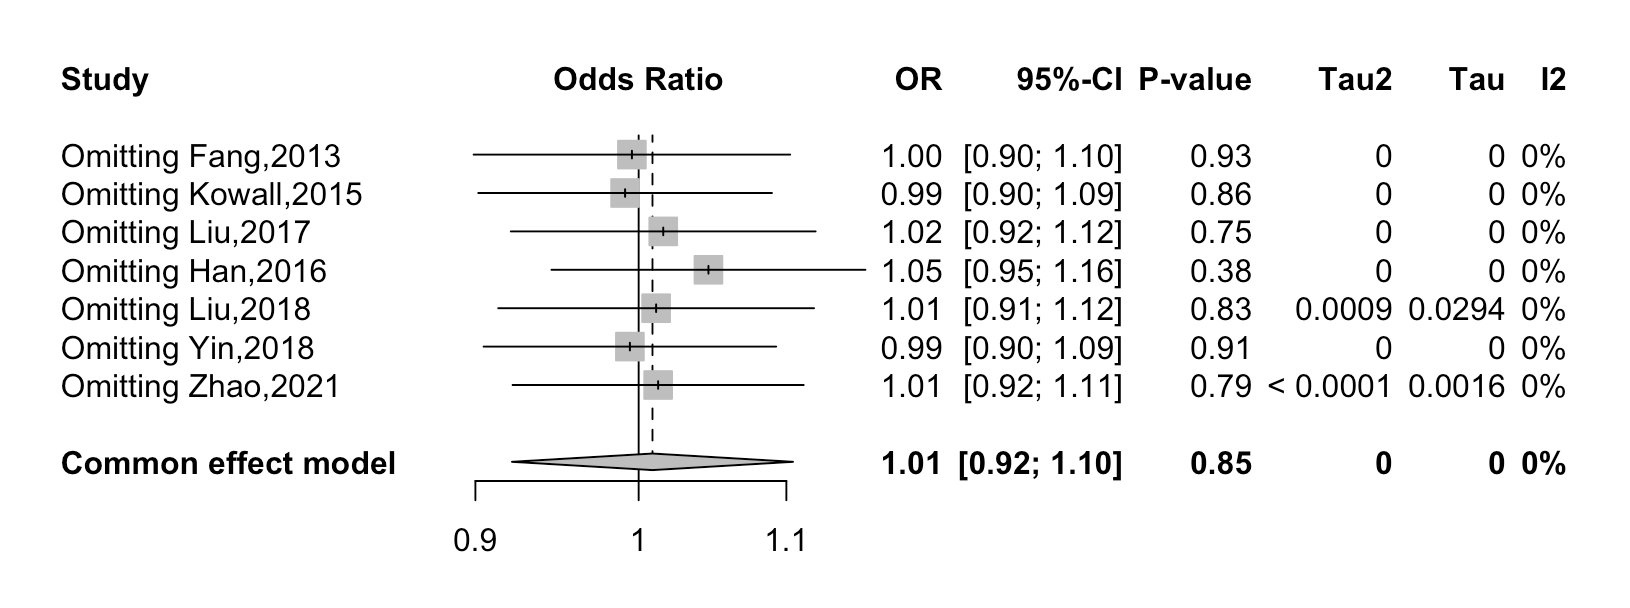 Study Odds Ratio OR 95%-CI P-value Tau2 Tau I2
Omitting Fang,2013 1.00 [0.90; 1.10] 0.93 0 0 0%
Omitting Kowall,2015 0.99 [0.90; 1.09] 0.86 0 0 0%
Omitting Liu,2017 1.02 [0.92; 1.12] 0.75 0 0 0%
Omitting Han,2016 1.05 [0.95; 1.16] 0.38 0 0 0%
Omitting Liu,2018 1.01 [0.91; 1.12] 0.83 0.0009 0.0294 0%
Omitting Yin,2018 0.99 [0.90; 1.09] 0.91 0 0 0%
Omitting Zhao,2021 1.01 [0.92; 1.11] 0.79 < 0.0001 0.0016 0%
Common effect model 1.01 [0.92; 1.10] 0.85 0 0 0%
0.9 1 1.1